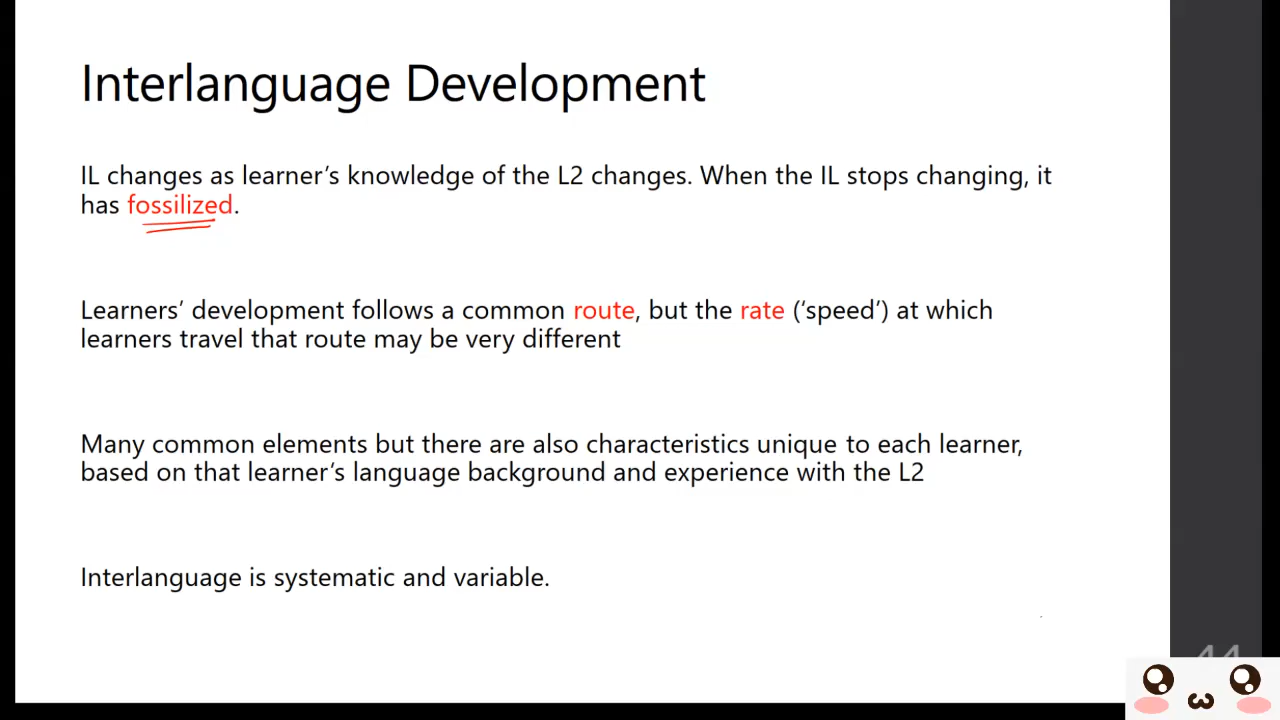 Interlanguage Development
IL changes as learner’s knowledge of the L2 changes. When the IL stops changing, it
has fossilized.
Learners’ development follows a common route, but the rate (‘speed’) at which
learners travel that route may be very different
Many common elements but there are also characteristics unique to each learner,
based on that learner’s language background and experience with the L2
Interlanguage is systematic and variable.
44